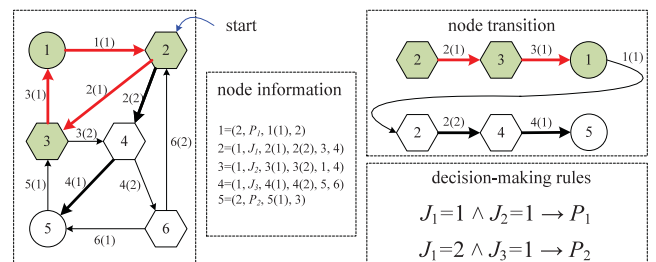 start
1
1(1)
2
3(1)
2(1)
2(2)
3
3(2)
4
6(2)
5(1)
4(1)
4(2)
5
6(1)
6
node information
1=(2, P₁, 1(1), 2)
2=(1, J₁, 2(1), 2(2), 3, 4)
3=(1, J₂, 3(1), 3(2), 1, 4)
4=(1, J₃, 4(1), 4(2), 5, 6)
5=(2, P₂, 5(1), 3)
node transition
2 2(1) 3 3(1) 1 1(1)
2 2(2) 4 4(1) 5
decision-making rules
J₁=1 ∧ J₂=1 → P₁
J₁=2 ∧ J₃=1 → P₂